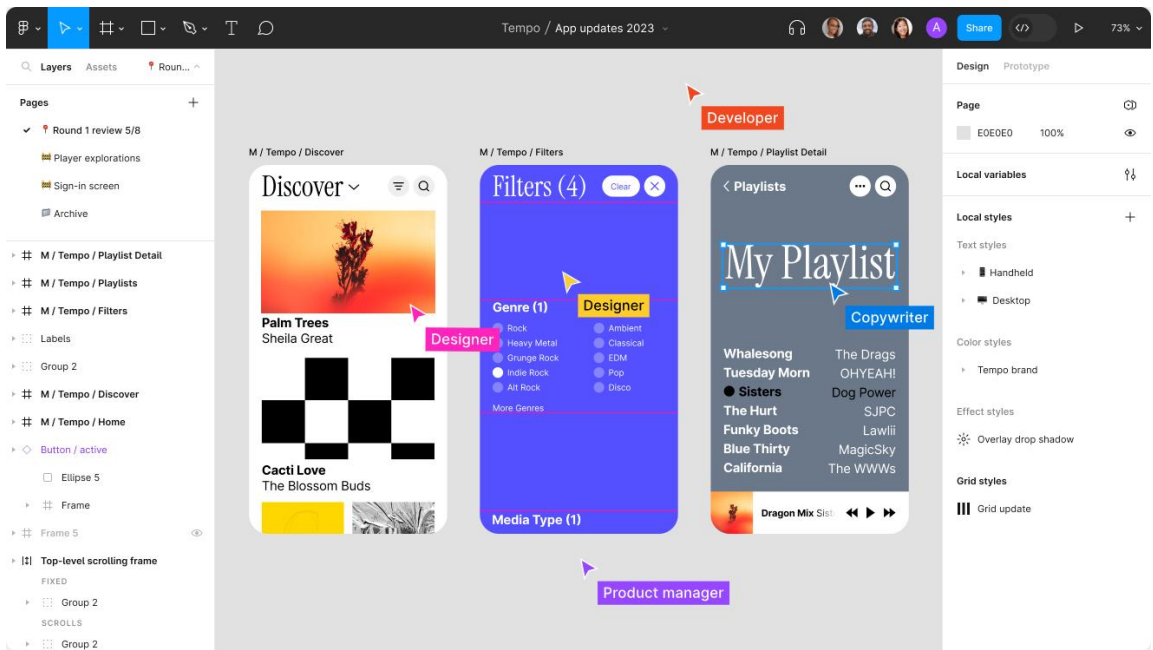 Tempo / App updates 2023
A
Share
</>
73%
Layers
Assets
Roun...
Pages
Round 1 review 5/8
Player explorations
Sign-in screen
Archive
M / Tempo / Playlist Detail
M / Tempo / Playlists
M / Tempo / Filters
Labels
Group 2
M / Tempo / Discover
M / Tempo / Home
Button / active
Ellipse 5
Frame
Frame 5
Top-level scrolling frame
FIXED
Group 2
SCROLLS
Group 2
Developer
M / Tempo / Discover
Discover
Palm Trees
Sheila Great
Designer
Cacti Love
The Blossom Buds
M / Tempo / Filters
Filters (4)
Clear
Designer
Genre (1)
Rock
Ambient
Heavy Metal
Classical
Grunge Rock
EDM
Indie Rock
Pop
Alt Rock
Disco
More Genres
Media Type (1)
Product manager
M / Tempo / Playlist Detail
Playlists
My Playlist
Copywriter
Whalesong The Drags
Tuesday Morn OHYEAH!
Sisters Dog Power
The Hurt SJPC
Funky Boots Lawlii
Blue Thirty MagicSky
California The WWWs
Dragon Mix
Design
Prototype
Page
E0E0E0 100%
Local variables
Local styles
Text styles
Handheld
Desktop
Color styles
Tempo brand
Effect styles
Overlay drop shadow
Grid styles
Grid update